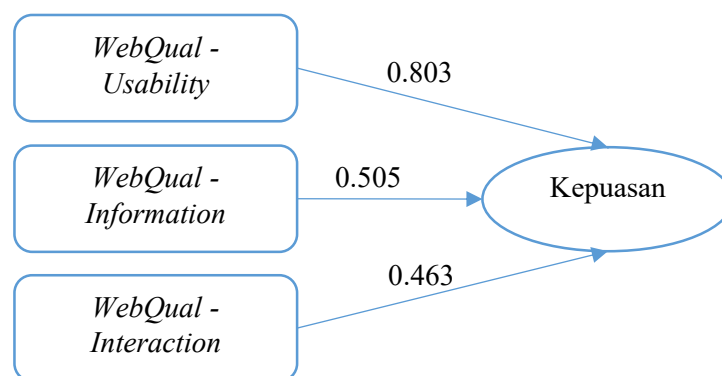 WebQual -
Usability
0.803
WebQual -
Information
0.505
Kepuasan
WebQual -
Interaction
0.463